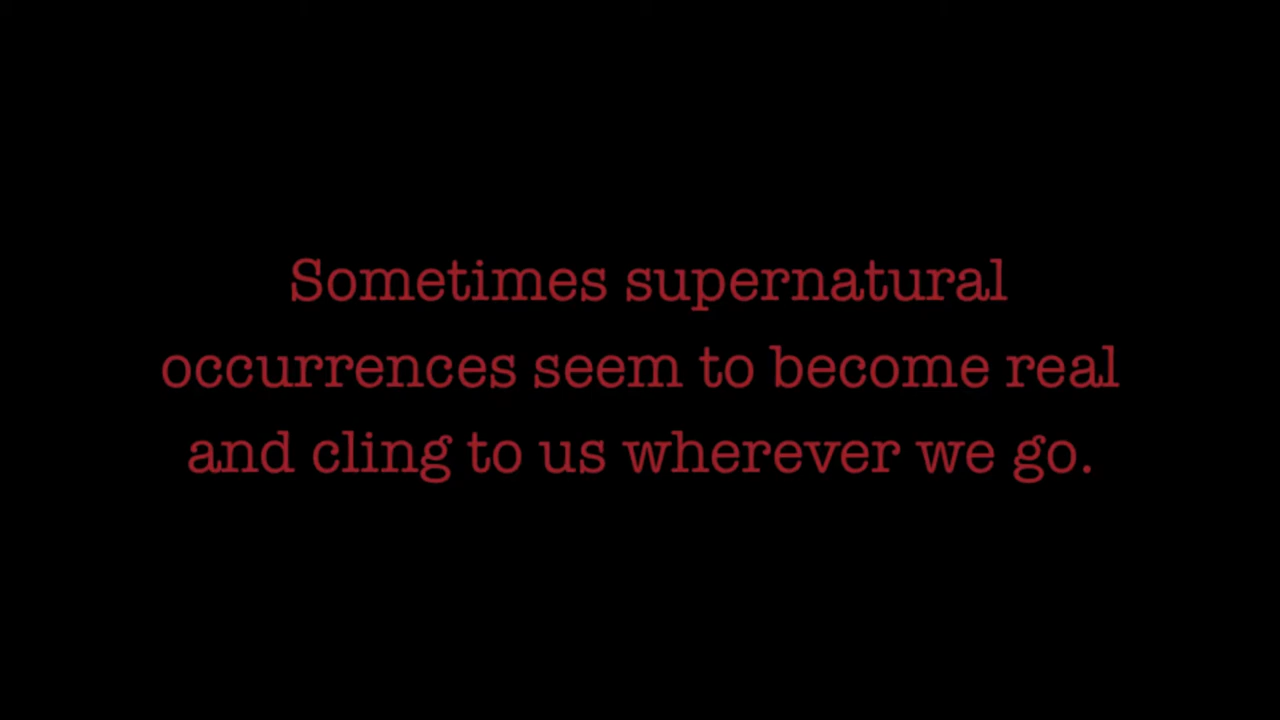 Sometimes supernatural
occurrences seem to become real
and cling to us wherever we go.